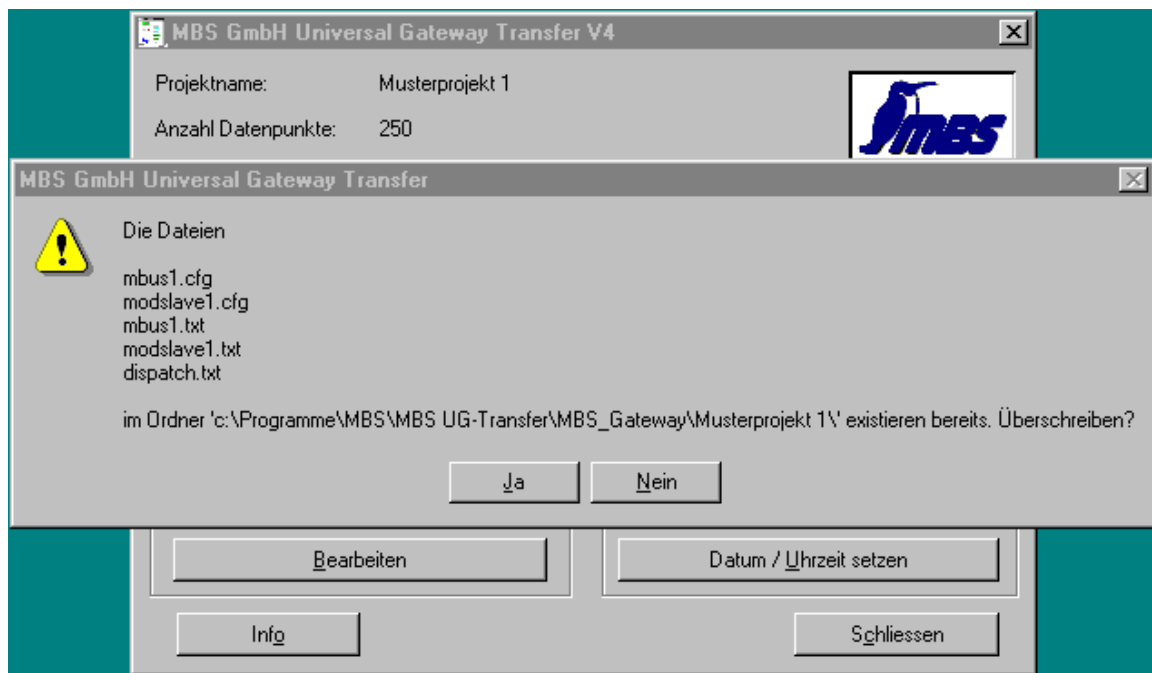 MBS GmbH Universal Gateway Transfer V4
Projektname: Musterprojekt 1
Anzahl Datenpunkte: 250
mBS
MBS GmbH Universal Gateway Transfer
Die Dateien
mbus1.cfg
modslave1.cfg
mbus1.txt
modslave1.txt
dispatch.txt
im Ordner 'c:\Programme\MBS\MBS UG-Transfer\MBS_Gateway\Musterprojekt 1\' existieren bereits. Überschreiben?
Ja Nein
Bearbeiten Datum / Uhrzeit setzen
Info Schliessen